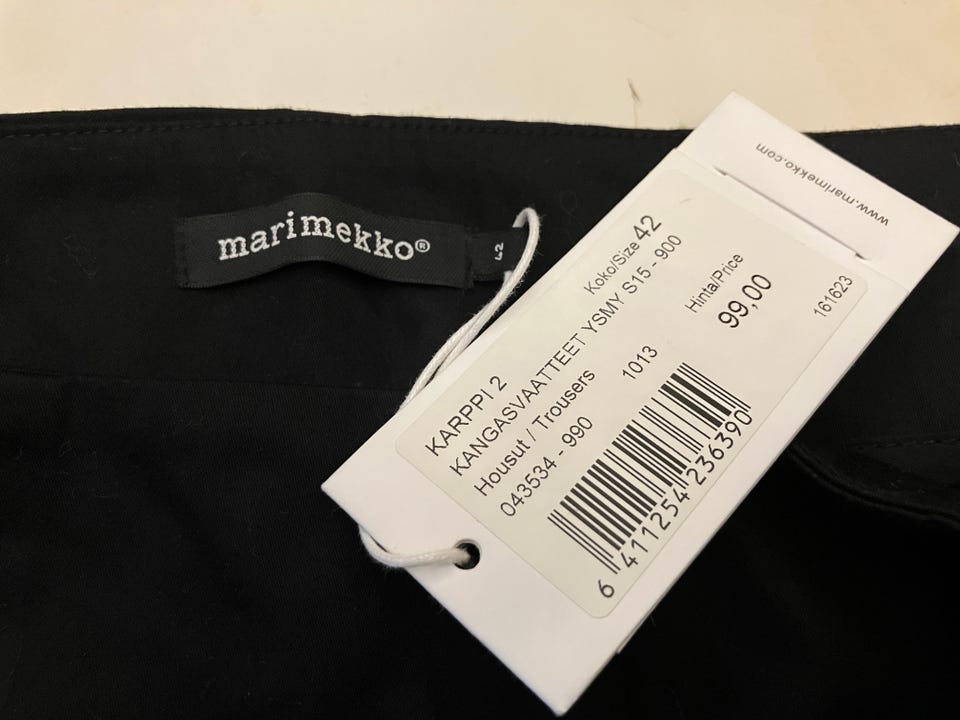 marimekko®
42
www.marimekko.com
Koko/Size 42
KARPPI 2
KANGASVAATTEET YSMY S15 - 900
Housut / Trousers
043534 - 990
1013
Hinta/Price
99,00
161623
6 411254 236390